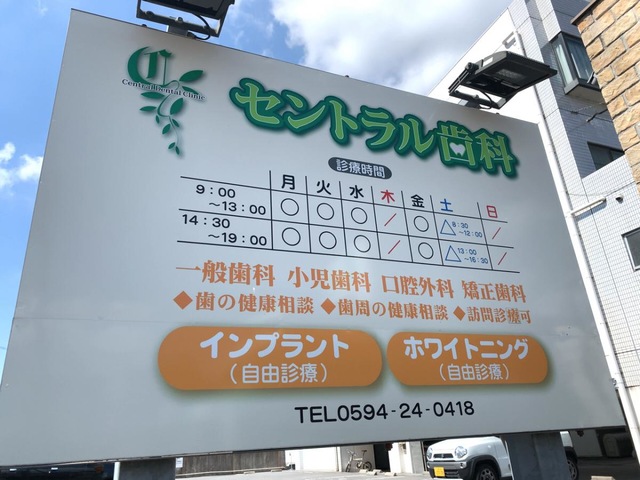 Central Dental Clinic
セントラル歯科
診療時間
月 火 水 木 金 土 日
9:00 ～13:00 ○ ○ ○ / ○ △ 8:30～12:00 /
14:30 ～19:00 ○ ○ ○ / ○ △ 13:00～16:30 /
一般歯科 小児歯科 口腔外科 矯正歯科
◆歯の健康相談 ◆歯周の健康相談 ◆訪問診療可
インプラント ホワイトニング
(自由診療) (自由診療)
TEL0594-24-0418